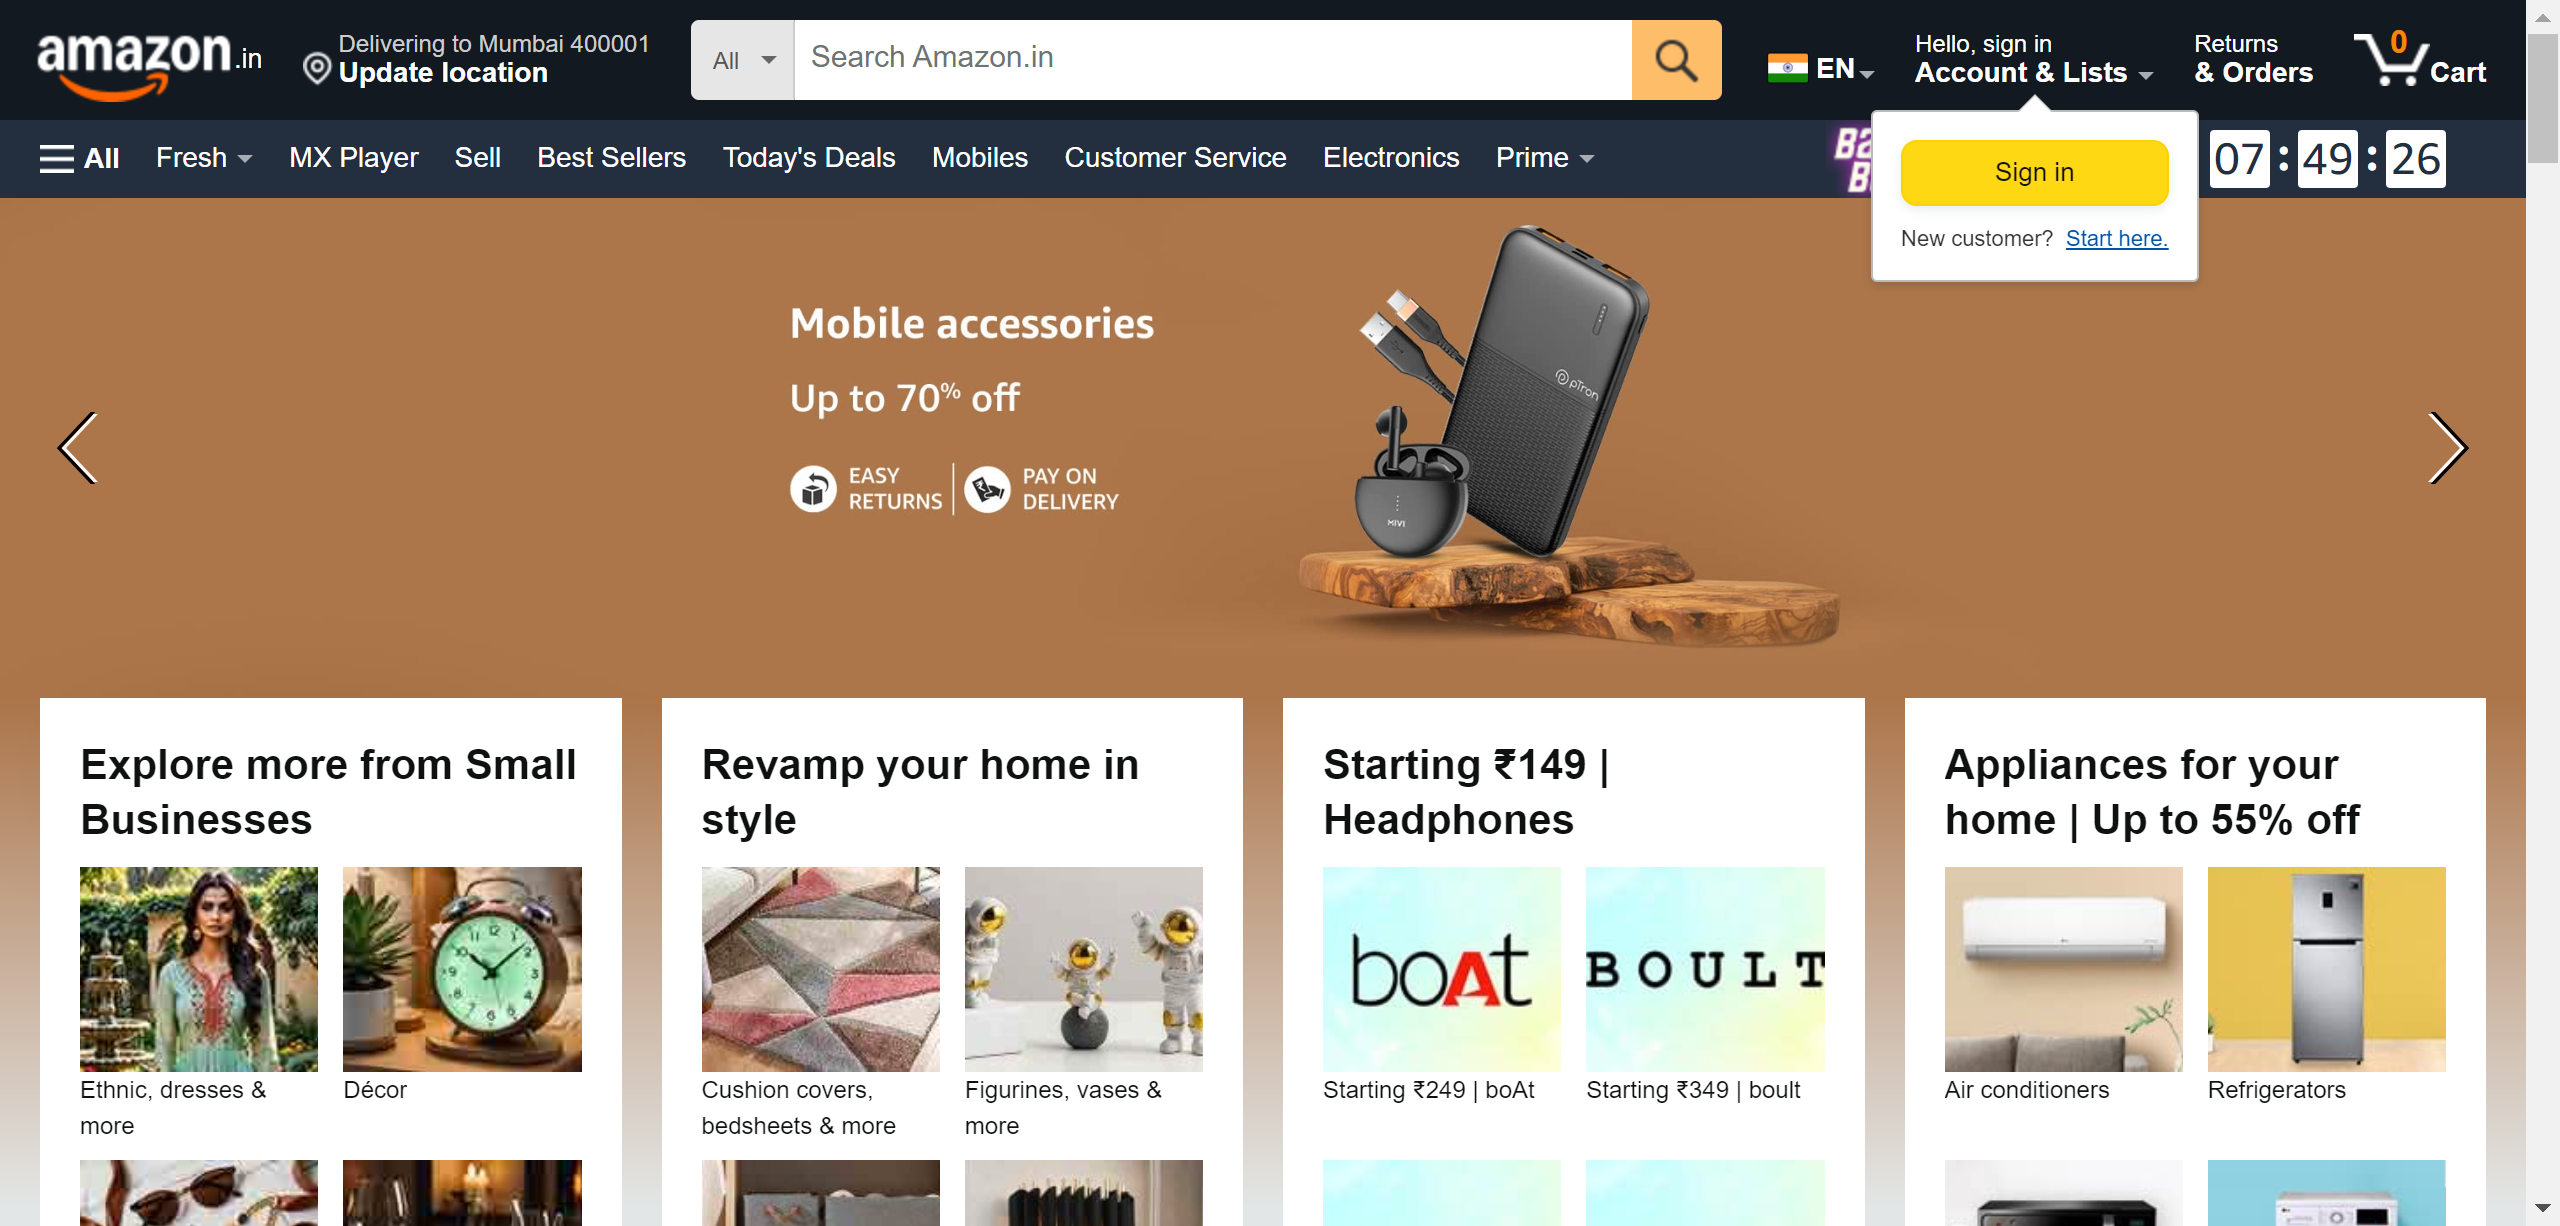 amazon.in
Delivering to Mumbai 400001
Update location
All
Search Amazon.in
EN
Hello, sign in
Account & Lists
Returns
& Orders
0
Cart
All
Fresh
MX Player
Sell
Best Sellers
Today's Deals
Mobiles
Customer Service
Electronics
Prime
07 : 49 : 26
Sign in
New customer? Start here.
Mobile accessories
Up to 70% off
EASY
RETURNS
PAY ON
DELIVERY
pTron
MIVI
Explore more from Small
Businesses
Ethnic, dresses &
more
Décor
Revamp your home in
style
Cushion covers,
bedsheets & more
Figurines, vases &
more
Starting ₹149 |
Headphones
boAt
BOULT
Starting ₹249 | boAt
Starting ₹349 | boult
Appliances for your
home | Up to 55% off
Air conditioners
Refrigerators